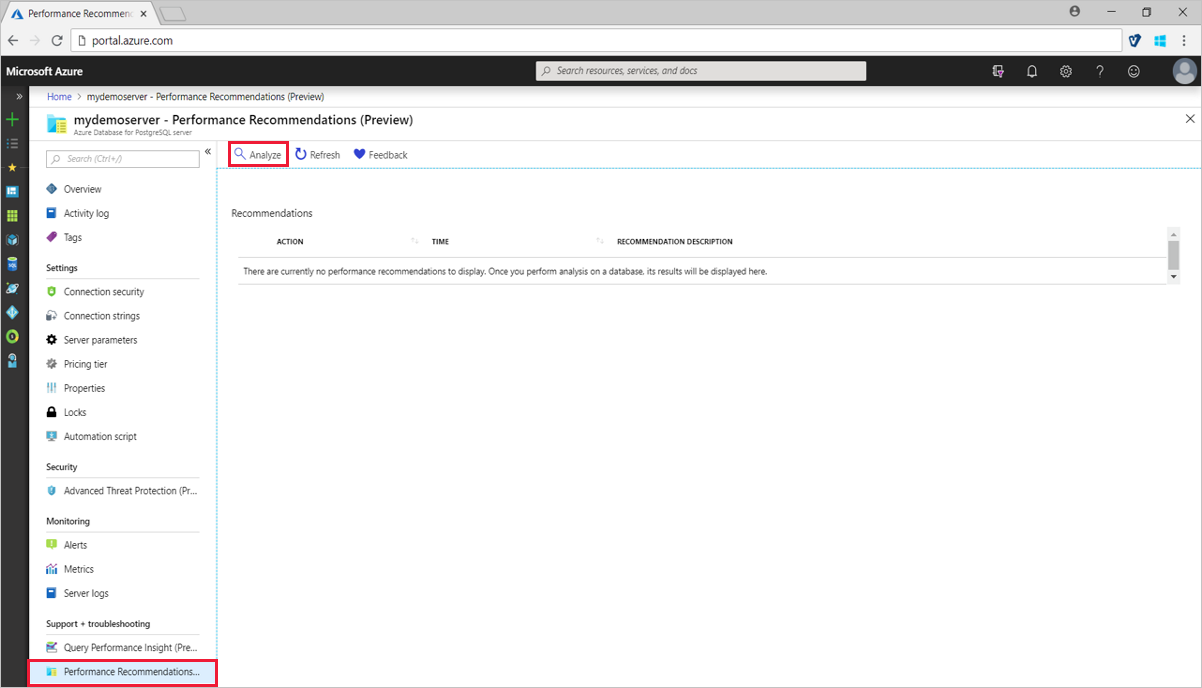 Performance Recommen
portal.azure.com
Microsoft Azure
Search resources, services, and docs
Home > mydemoserver - Performance Recommendations (Preview)
mydemoserver - Performance Recommendations (Preview)
Azure Database for PostgreSQL server
Search (Ctrl+/)
Analyze Refresh Feedback
Overview
Activity log
Tags
Settings
Connection security
Connection strings
Server parameters
Pricing tier
Properties
Locks
Automation script
Security
Advanced Threat Protection (Pr...
Monitoring
Alerts
Metrics
Server logs
Support + troubleshooting
Query Performance Insight (Pre...
Performance Recommendations...
Recommendations
ACTION TIME RECOMMENDATION DESCRIPTION
There are currently no performance recommendations to display. Once you perform analysis on a database, its results will be displayed here.